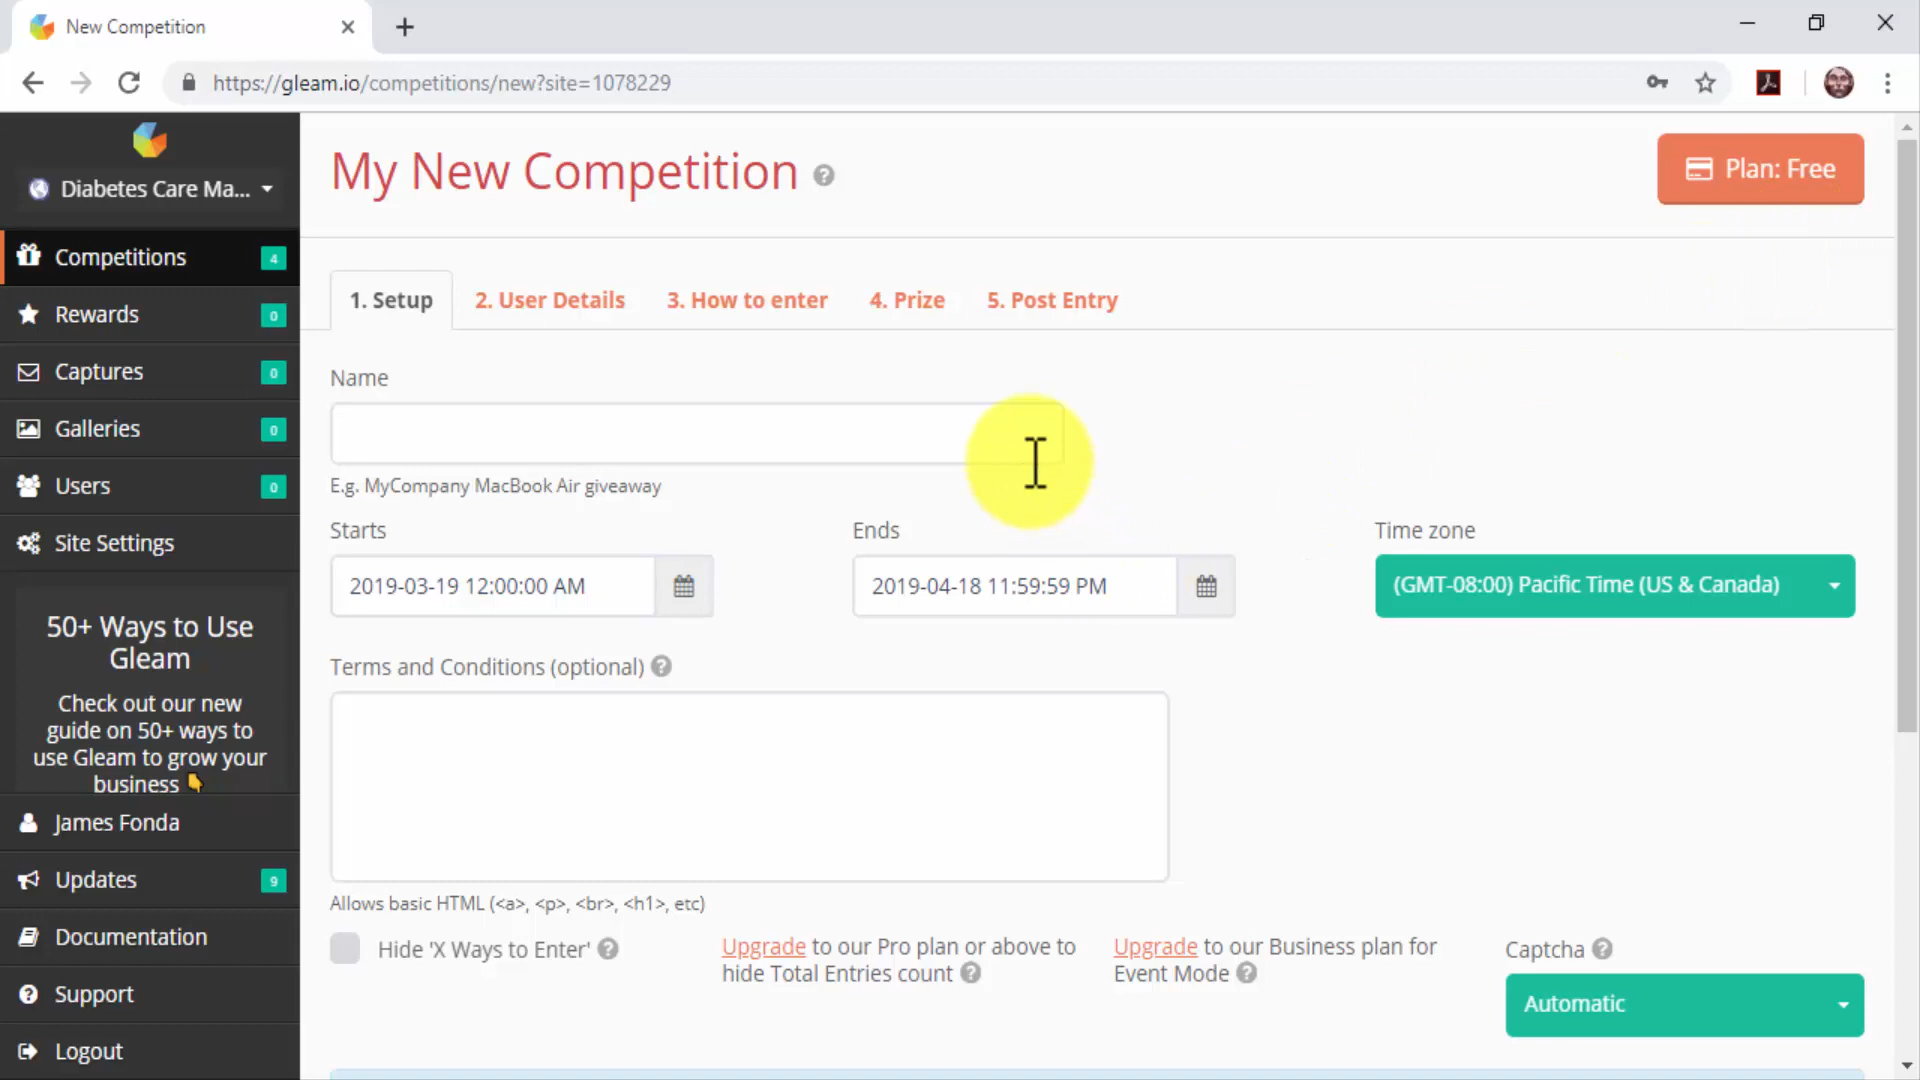 New Competition
https://gleam.io/competitions/new?site=1078229
Diabetes Care Ma...
Competitions 4
Rewards 0
Captures 0
Galleries 0
Users 0
Site Settings
50+ Ways to Use
Gleam
Check out our new
guide on 50+ ways to
use Gleam to grow your
business
James Fonda
Updates 9
Documentation
Support
Logout
My New Competition
Plan: Free
1. Setup 2. User Details 3. How to enter 4. Prize 5. Post Entry
Name
E.g. MyCompany MacBook Air giveaway
Starts Ends Time zone
2019-03-19 12:00:00 AM 2019-04-18 11:59:59 PM (GMT-08:00) Pacific Time (US & Canada)
Terms and Conditions (optional)
Allows basic HTML (<a>, <p>, <br>, <h1>, etc)
Hide 'X Ways to Enter'
Upgrade to our Pro plan or above to
hide Total Entries count
Upgrade to our Business plan for
Event Mode
Captcha
Automatic